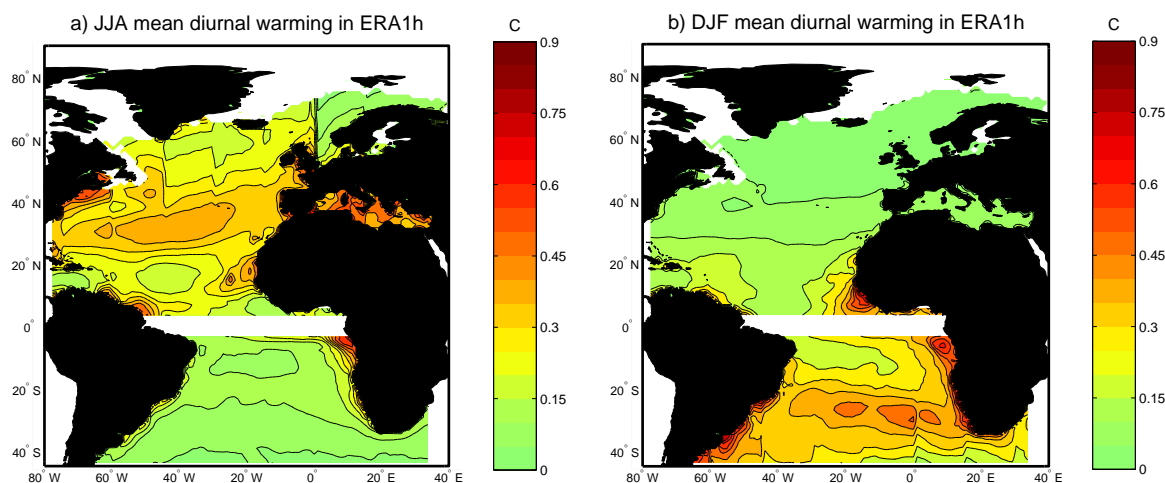 a) JJA mean diurnal warming in ERA1h
C
0.9
0.75
0.6
0.45
0.3
0.15
0
80° N
60° N
40° N
20° N
0°
20° S
40° S
80° W
60° W
40° W
20° W
0°
20° E
40° E
b) DJF mean diurnal warming in ERA1h
C
0.9
0.75
0.6
0.45
0.3
0.15
0
80° N
60° N
40° N
20° N
0°
20° S
40° S
80° W
60° W
40° W
20° W
0°
20° E
40° E